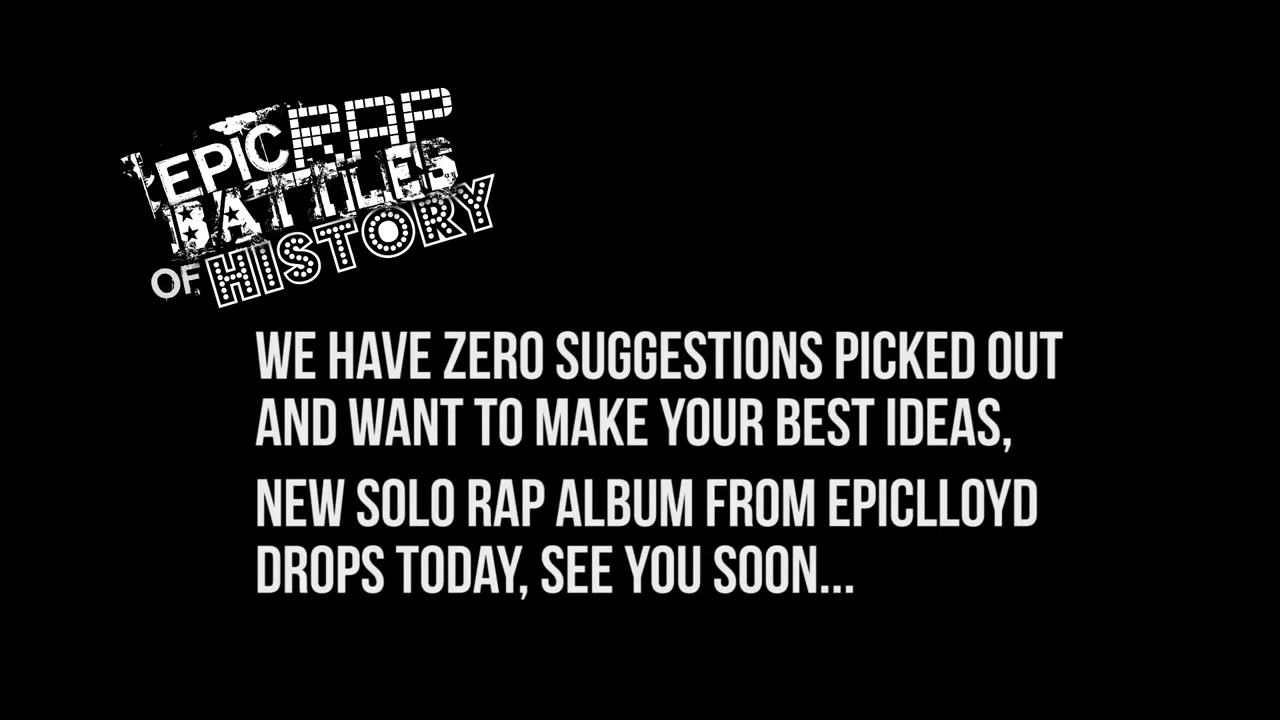 EPIC RAP
BATTLES
OF HISTORY
WE HAVE ZERO SUGGESTIONS PICKED OUT
AND WANT TO MAKE YOUR BEST IDEAS,
NEW SOLO RAP ALBUM FROM EPICLLOYD
DROPS TODAY, SEE YOU SOON...